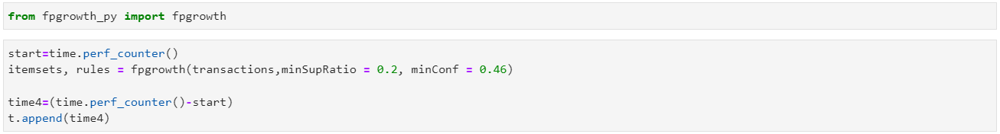 from fpgrowth_py import fpgrowth
start=time.perf_counter()
itemsets, rules = fpgrowth(transactions,minSupRatio = 0.2, minConf = 0.46)
time4=(time.perf_counter()-start)
t.append(time4)